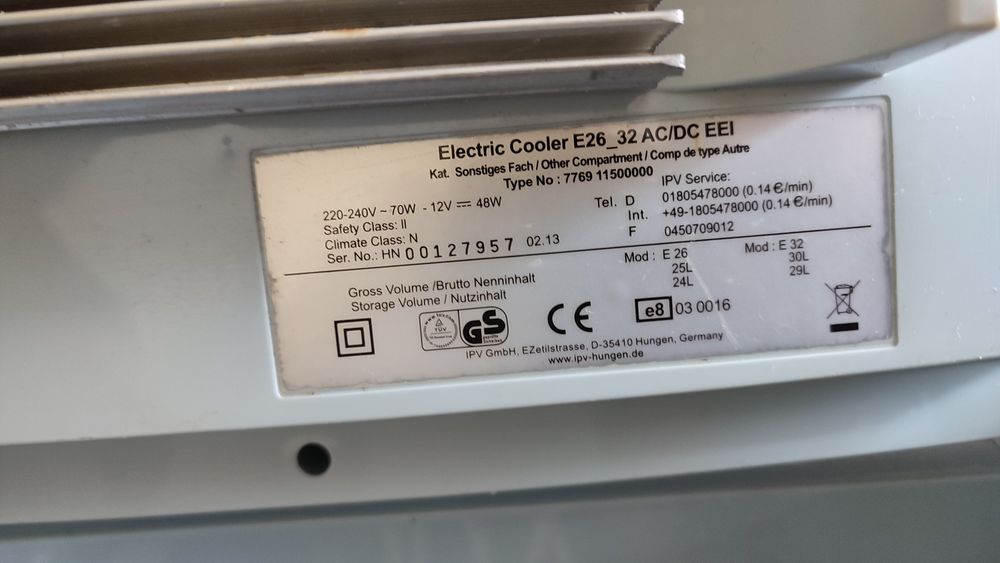 Electric Cooler E26_32 AC/DC EEI
Kat. Sonstiges Fach / Other Compartment / Comp de type Autre
Type No : 7769 11500000
220-240V ~ 70W - 12V ⎓ 48W
Safety Class: II
Climate Class: N
Ser. No.: HN 00127957 02.13
IPV Service:
Tel. D 01805478000 (0.14 €/min)
Int. +49-1805478000 (0.14 €/min)
F 0450709012
Mod : E 26 Mod : E 32
Gross Volume /Brutto Nenninhalt 25L 30L
Storage Volume / Nutzinhalt 24L 29L
TÜV GS CE e8 03 0016
IPV GmbH, EZetilstrasse, D-35410 Hungen, Germany
www.ipv-hungen.de